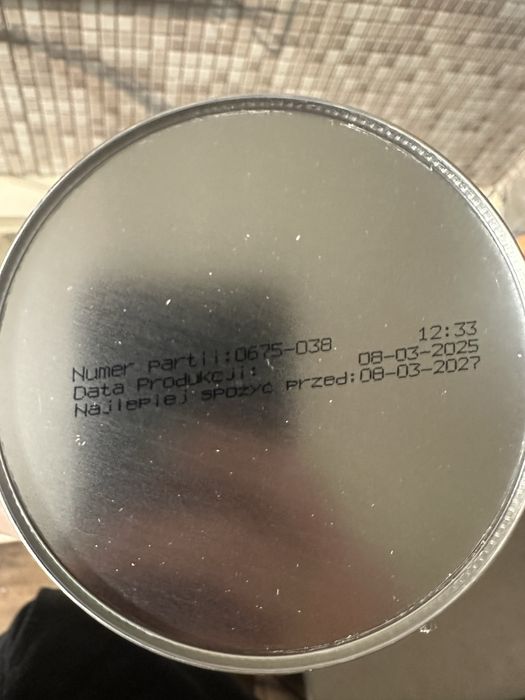 Numer partii:0675-038 12:33
Data Produkcji: 08-03-2025
Najlepiej spożyć przed:08-03-2027